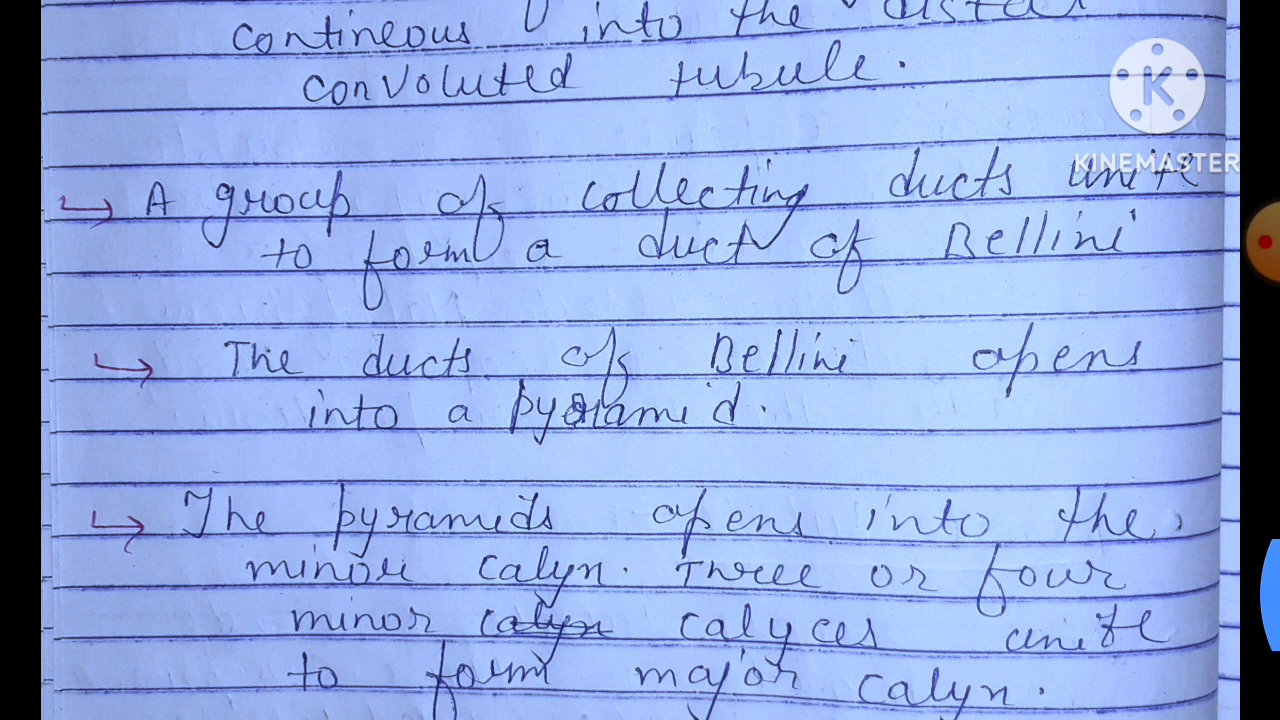 contineous into the distal
convoluted tubule.
→ A group of collecting ducts unite
to form a duct of Bellini
→ The ducts of Bellini opens
into a pyramid.
→ The pyramids opens into the
minor calyx. Three or four
minor calyx calyces unite
to form major calyx.
K
KINEMASTER